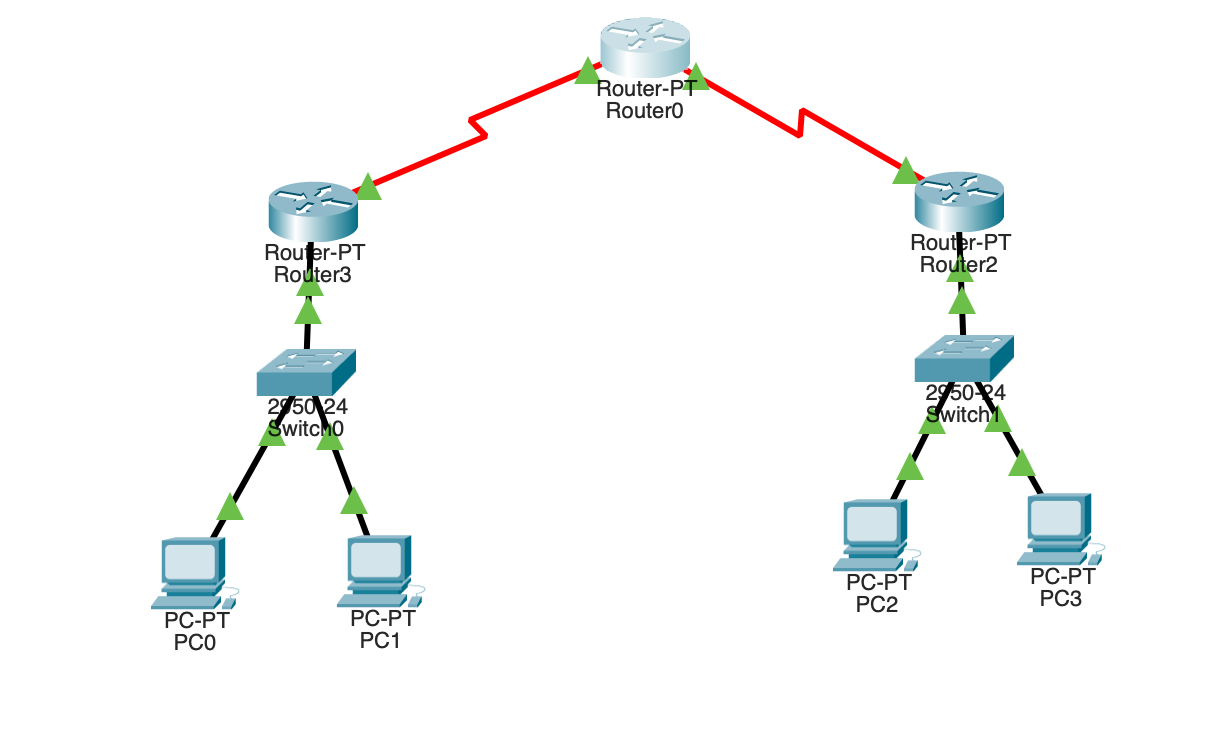 Router-PT
Router0
Router-PT
Router3
Router-PT
Router2
2950-24
Switch0
2950-24
Switch1
PC-PT
PC0
PC-PT
PC1
PC-PT
PC2
PC-PT
PC3